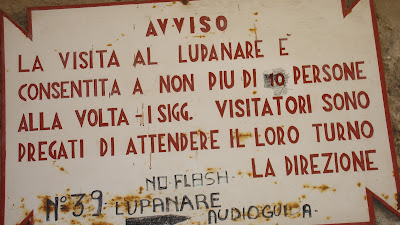 AVVISO
LA VISITA AL LUPANARE E
CONSENTITA A NON PIU DI 10 PERSONE
ALLA VOLTA - I SIGG. VISITATORI SONO
PREGATI DI ATTENDERE IL LORO TURNO
LA DIREZIONE
NO FLASH
N°39 LUPANARE
AUDIOGUIDA